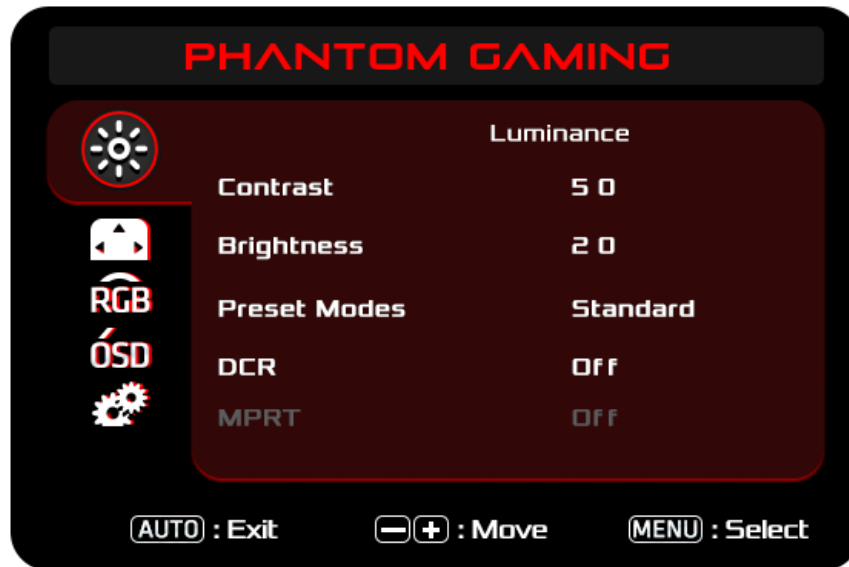 PHANTOM GAMING
Luminance
Contrast 50
Brightness 20
Preset Modes Standard
RGB
DCR Off
OSD
MPRT Off
AUTO : Exit - + : Move MENU : Select